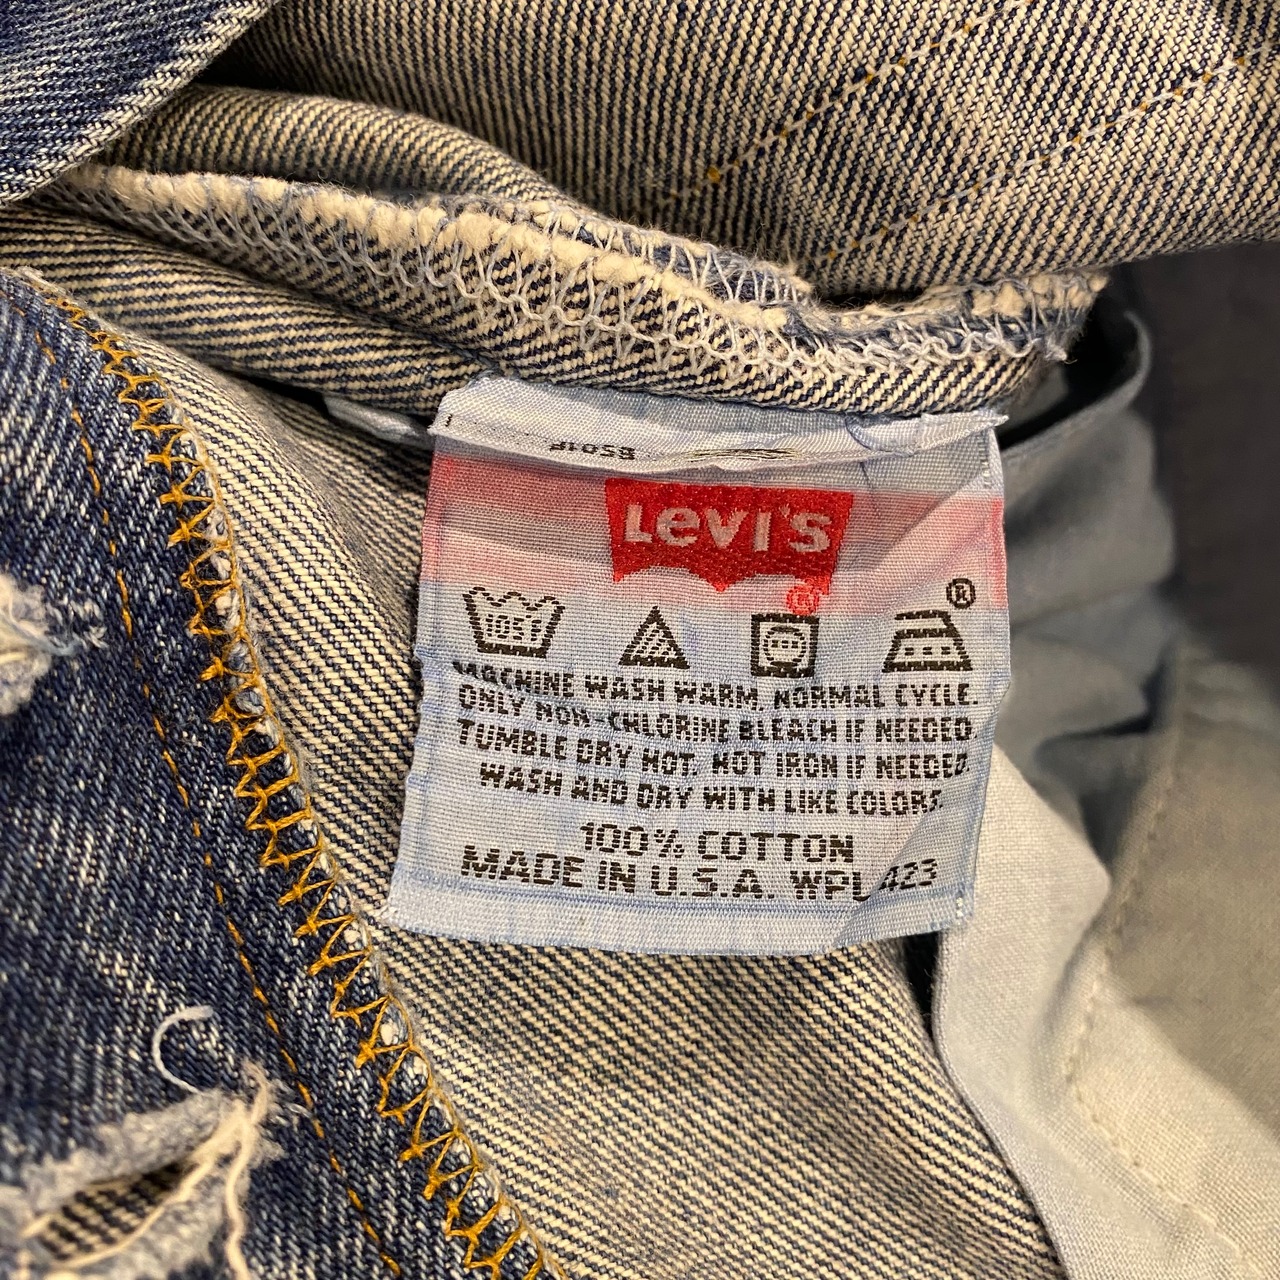 Levi's ®
105F
®
MACHINE WASH WARM, NORMAL CYCLE.
ONLY NON-CHLORINE BLEACH IF NEEDED.
TUMBLE DRY HOT. HOT IRON IF NEEDED.
WASH AND DRY WITH LIKE COLORS.
100% COTTON
MADE IN U.S.A. WPL 423